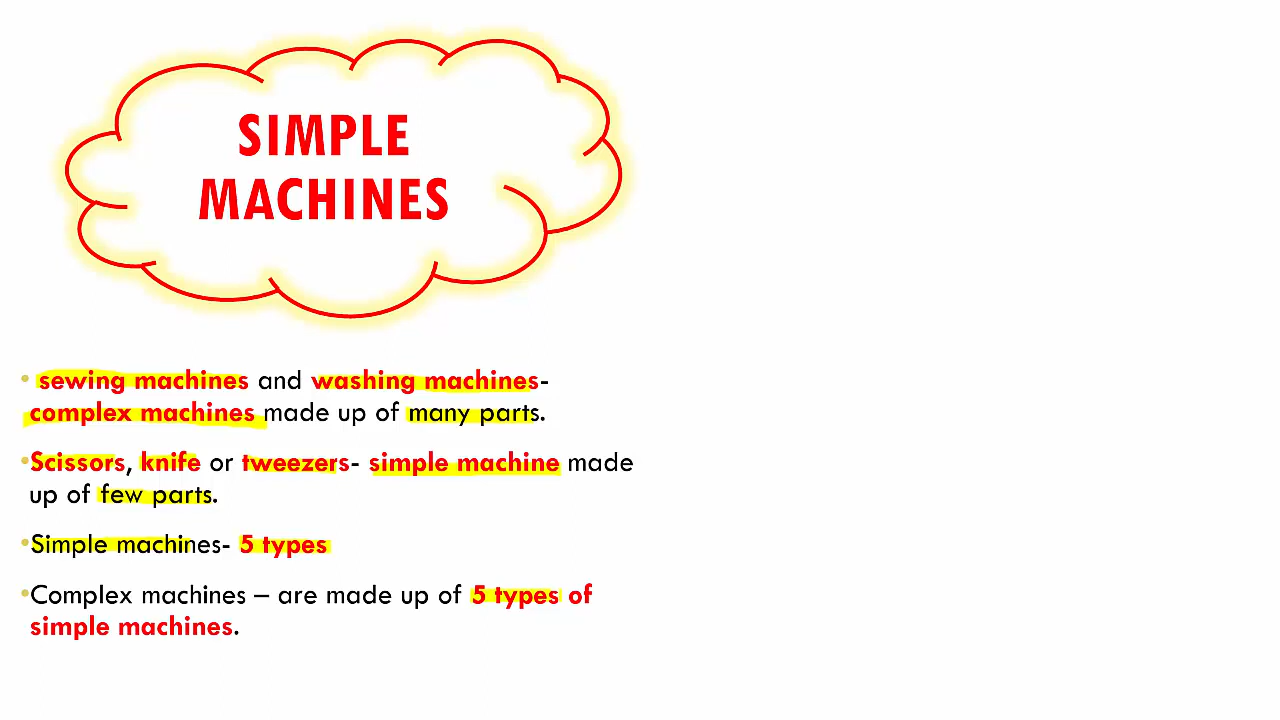 SIMPLE
MACHINES
• sewing machines and washing machines-
complex machines made up of many parts.
•Scissors, knife or tweezers- simple machine made
up of few parts.
•Simple machines- 5 types
•Complex machines – are made up of 5 types of
simple machines.